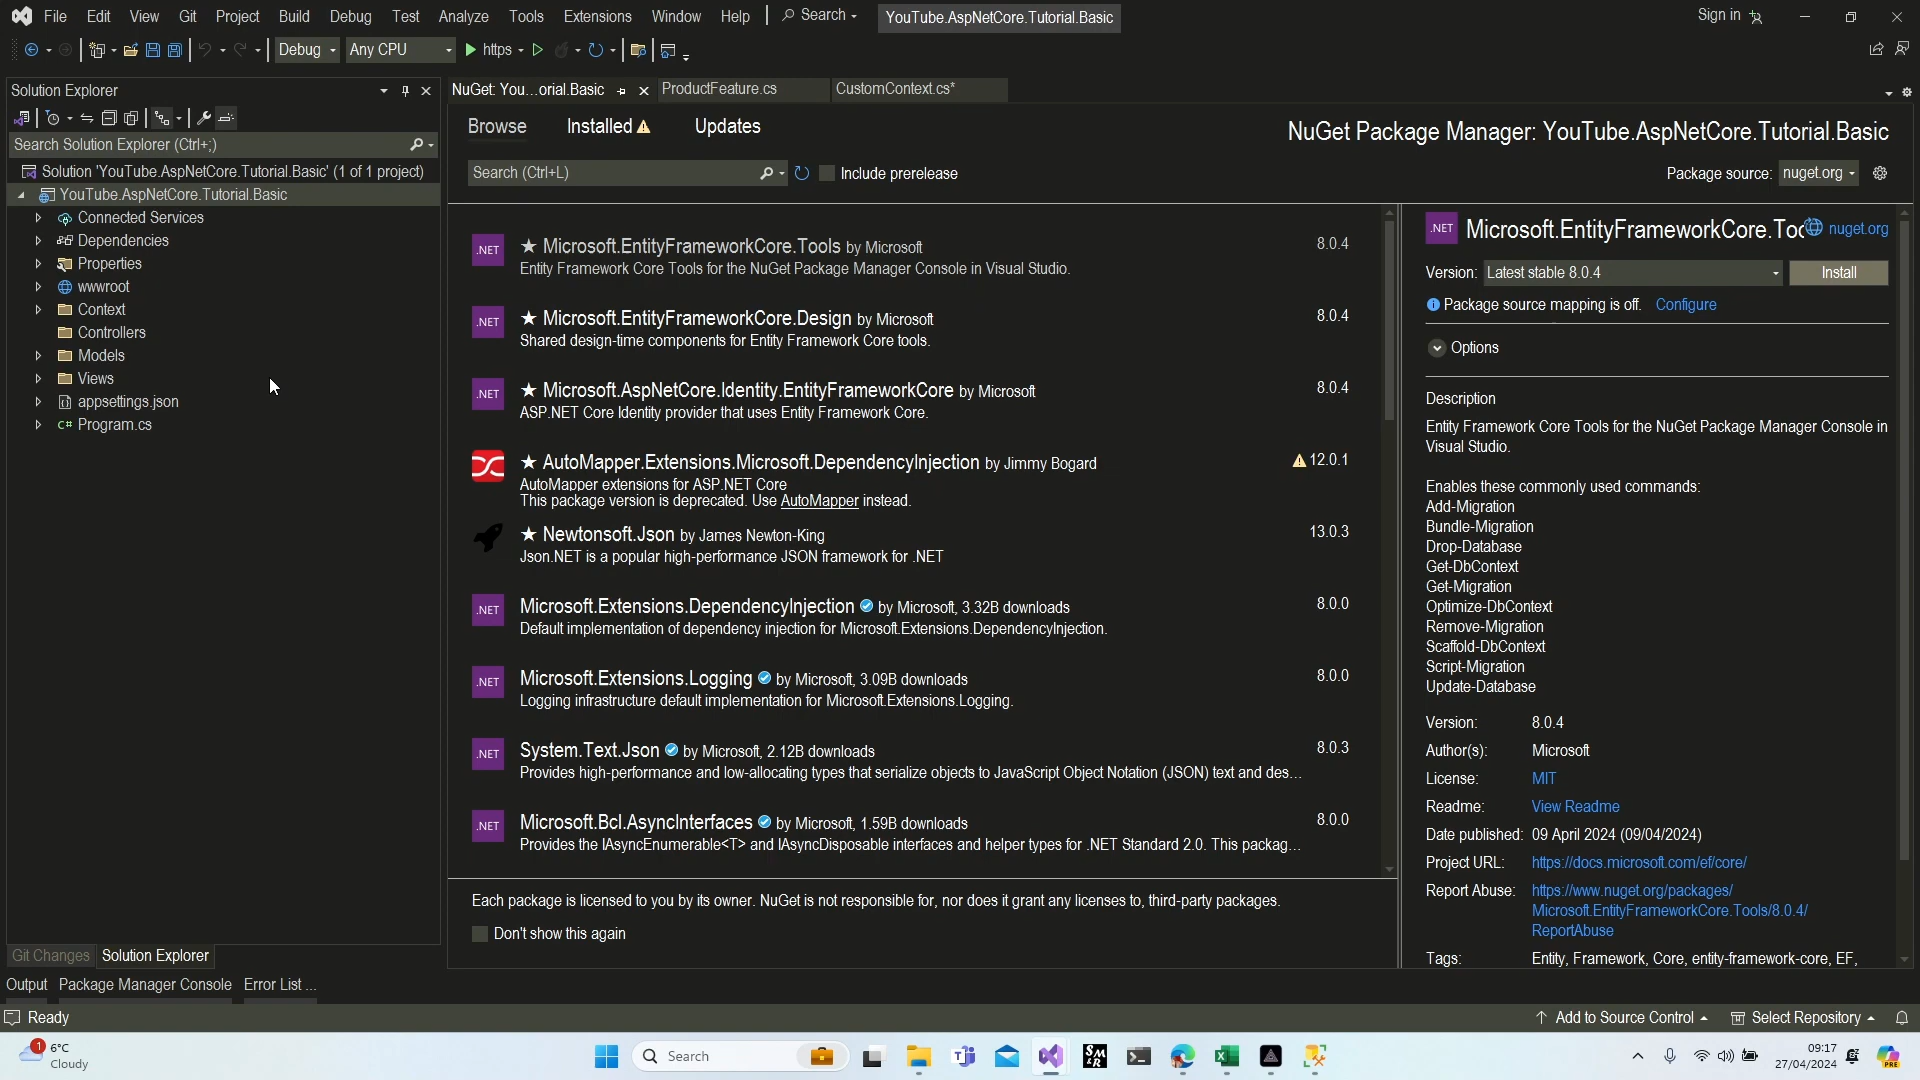 File Edit View Git Project Build Debug Test Analyze Tools Extensions Window Help Search YouTube.AspNetCore.Tutorial.Basic Sign in
Debug Any CPU https
Solution Explorer
Search Solution Explorer (Ctrl+;)
Solution 'YouTube.AspNetCore.Tutorial.Basic' (1 of 1 project)
YouTube.AspNetCore.Tutorial.Basic
Connected Services
Dependencies
Properties
wwwroot
Context
Controllers
Models
Views
appsettings.json
C# Program.cs
Git Changes Solution Explorer
NuGet: You...orial.Basic ProductFeature.cs CustomContext.cs*
Browse Installed Updates
NuGet Package Manager: YouTube.AspNetCore.Tutorial.Basic
Search (Ctrl+L) Include prerelease
Package source: nuget.org
.NET Microsoft.EntityFrameworkCore.Tools by Microsoft 8.0.4
Entity Framework Core Tools for the NuGet Package Manager Console in Visual Studio.
.NET Microsoft.EntityFrameworkCore.Design by Microsoft 8.0.4
Shared design-time components for Entity Framework Core tools.
.NET Microsoft.AspNetCore.Identity.EntityFrameworkCore by Microsoft 8.0.4
ASP.NET Core Identity provider that uses Entity Framework Core.
AutoMapper.Extensions.Microsoft.DependencyInjection by Jimmy Bogard 12.0.1
AutoMapper extensions for ASP.NET Core
This package version is deprecated. Use AutoMapper instead.
Newtonsoft.Json by James Newton-King 13.0.3
Json.NET is a popular high-performance JSON framework for .NET
.NET Microsoft.Extensions.DependencyInjection by Microsoft, 3.32B downloads 8.0.0
Default implementation of dependency injection for Microsoft.Extensions.DependencyInjection.
.NET Microsoft.Extensions.Logging by Microsoft, 3.09B downloads 8.0.0
Logging infrastructure default implementation for Microsoft.Extensions.Logging.
.NET System.Text.Json by Microsoft, 2.12B downloads 8.0.3
Provides high-performance and low-allocating types that serialize objects to JavaScript Object Notation (JSON) text and des...
.NET Microsoft.Bcl.AsyncInterfaces by Microsoft, 1.59B downloads 8.0.0
Provides the IAsyncEnumerable<T> and IAsyncDisposable interfaces and helper types for .NET Standard 2.0. This packag...
Each package is licensed to you by its owner. NuGet is not responsible for, nor does it grant any licenses to, third-party packages.
Don't show this again
.NET Microsoft.EntityFrameworkCore.Too nuget.org
Version: Latest stable 8.0.4 Install
Package source mapping is off. Configure
Options
Description
Entity Framework Core Tools for the NuGet Package Manager Console in
Visual Studio.
Enables these commonly used commands:
Add-Migration
Bundle-Migration
Drop-Database
Get-DbContext
Get-Migration
Optimize-DbContext
Remove-Migration
Scaffold-DbContext
Script-Migration
Update-Database
Version: 8.0.4
Author(s): Microsoft
License: MIT
Readme: View Readme
Date published: 09 April 2024 (09/04/2024)
Project URL: https://docs.microsoft.com/ef/core/
Report Abuse: https://www.nuget.org/packages/
Microsoft.EntityFrameworkCore.Tools/8.0.4/
ReportAbuse
Tags: Entity, Framework, Core, entity-framework-core, EF,
Output Package Manager Console Error List ...
Ready Add to Source Control Select Repository
1 6°C
Cloudy
Search
09:17
27/04/2024
PRE